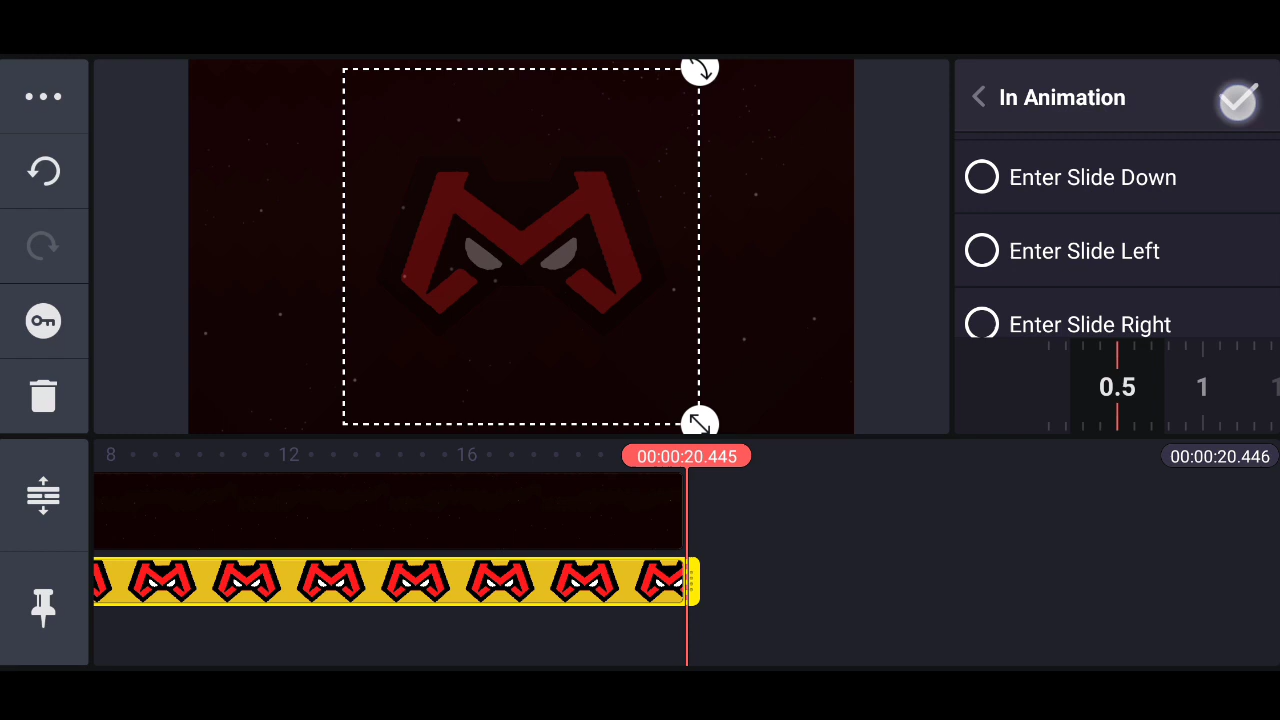 In Animation
Enter Slide Down
Enter Slide Left
Enter Slide Right
0.5 1
8 12 16 00:00:20.445 00:00:20.446